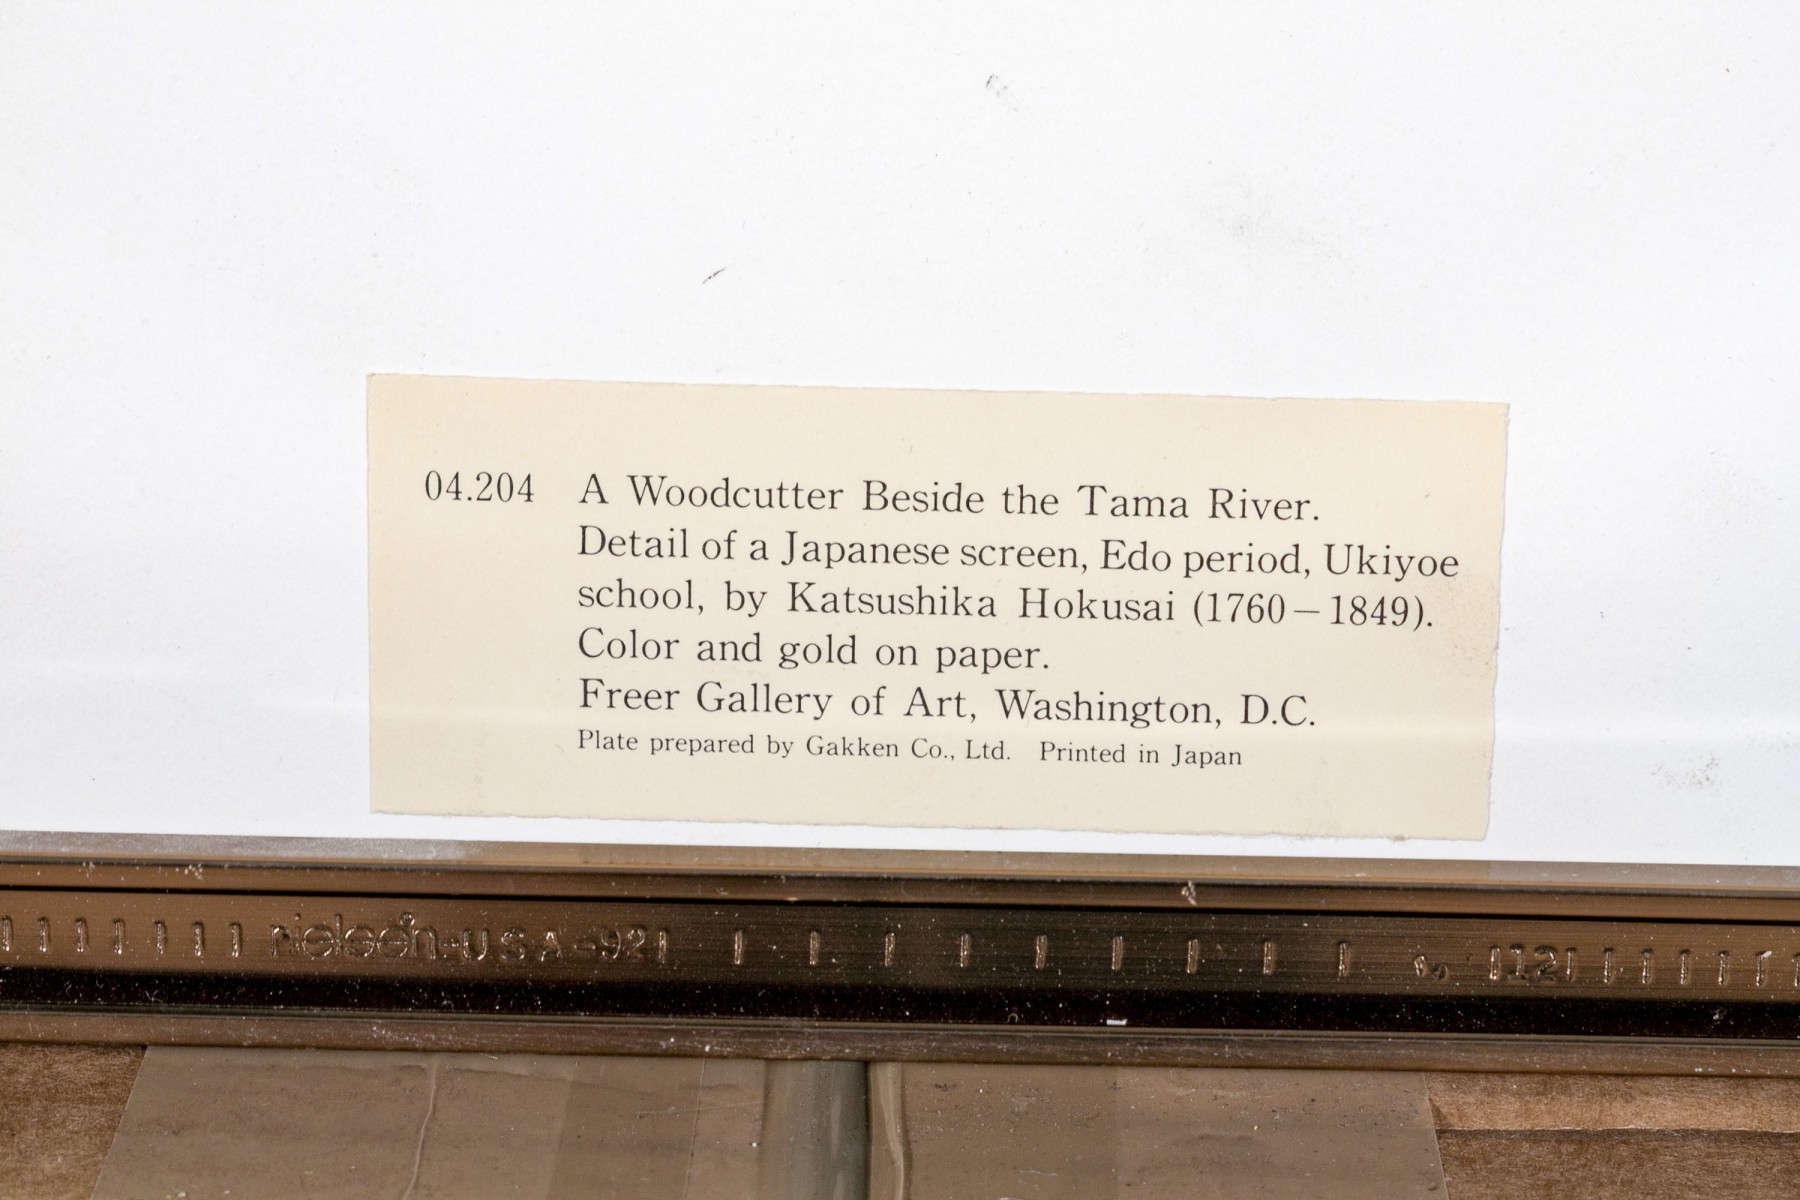 04.204 A Woodcutter Beside the Tama River.
Detail of a Japanese screen, Edo period, Ukiyoe
school, by Katsushika Hokusai (1760–1849).
Color and gold on paper.
Freer Gallery of Art, Washington, D.C.
Plate prepared by Gakken Co., Ltd. Printed in Japan
nielsen-USA-921 1121